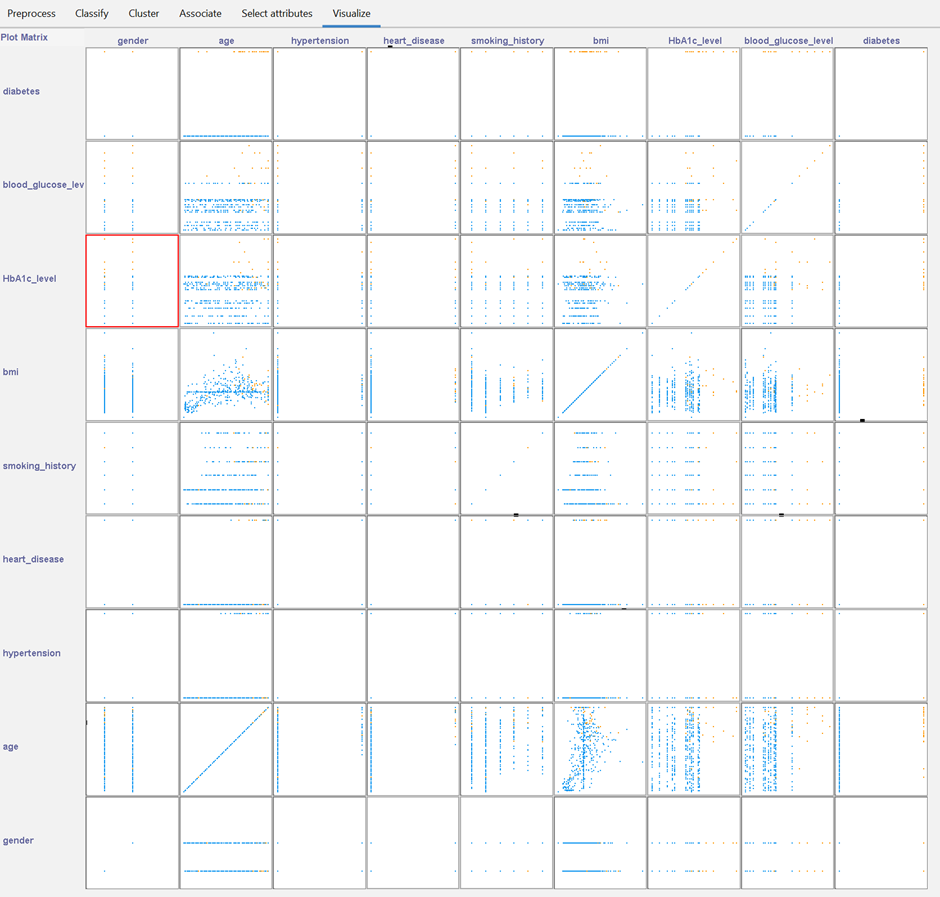 Preprocess Classify Cluster Associate Select attributes Visualize
Plot Matrix gender age hypertension heart_disease smoking_history bmi HbA1c_level blood_glucose_level diabetes
diabetes
blood_glucose_lev
HbA1c_level
bmi
smoking_history
heart_disease
hypertension
age
gender